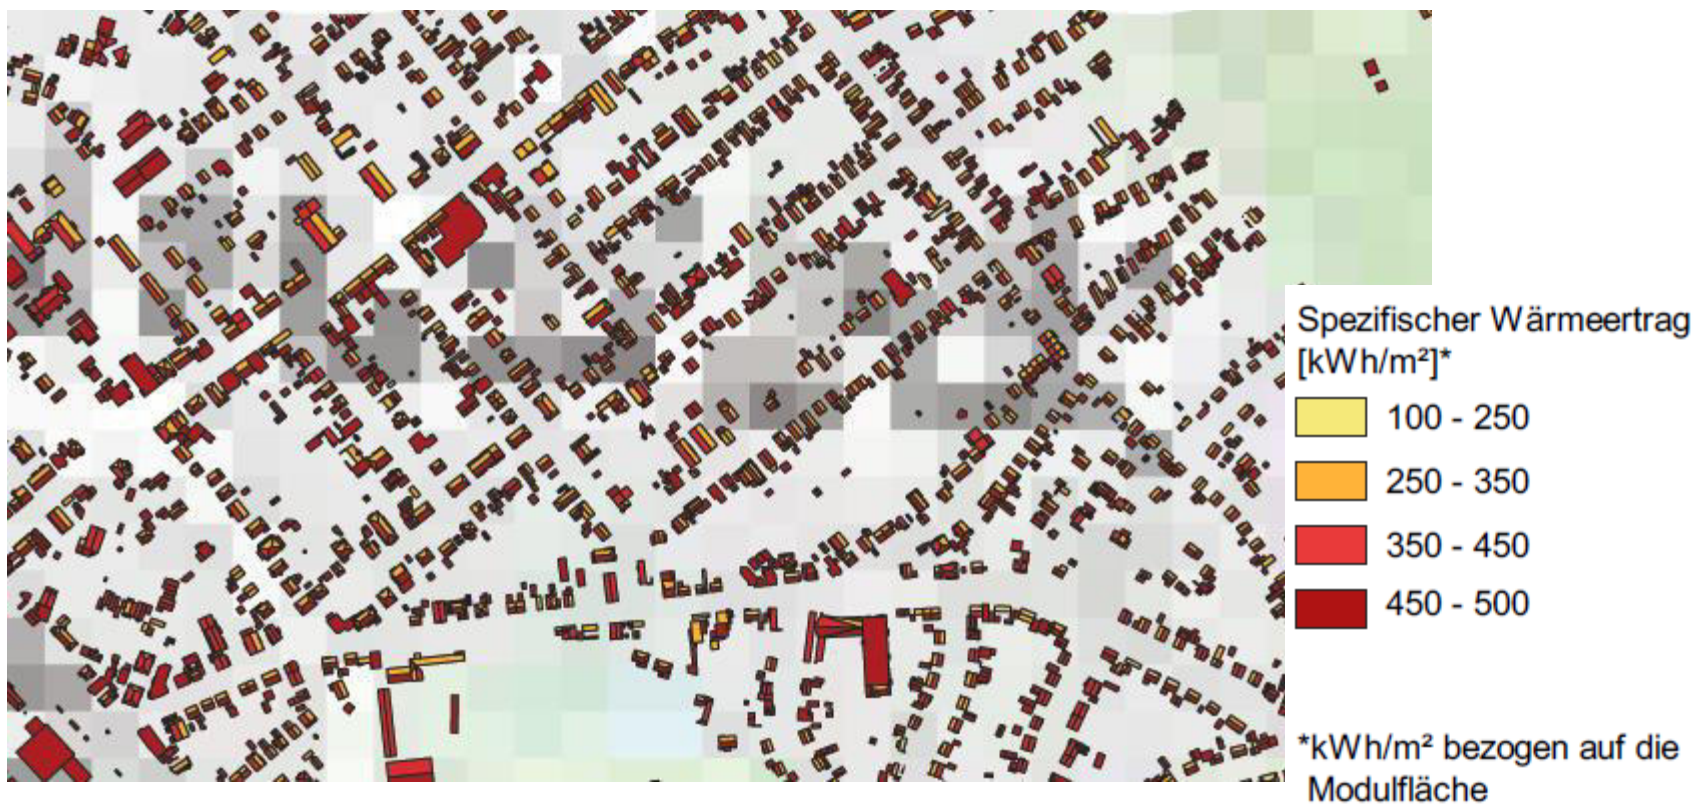 Spezifischer Wärmeertrag
[kWh/m²]*
100 - 250
250 - 350
350 - 450
450 - 500
*kWh/m² bezogen auf die
Modulfläche